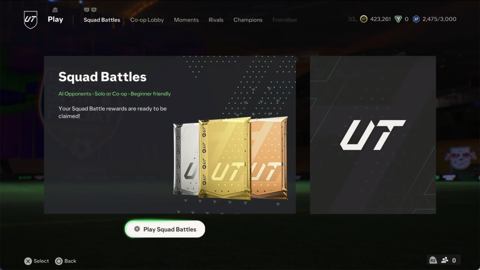 UT Play Squad Battles Co-op Lobby Moments Rivals Champions Friendlies 423,261 0 2,475/3,000
Squad Battles
AI Opponents · Solo or Co-op · Beginner friendly
Your Squad Battle rewards are ready to be
claimed!
UT UT UT
UT
Play Squad Battles
Select Back 0